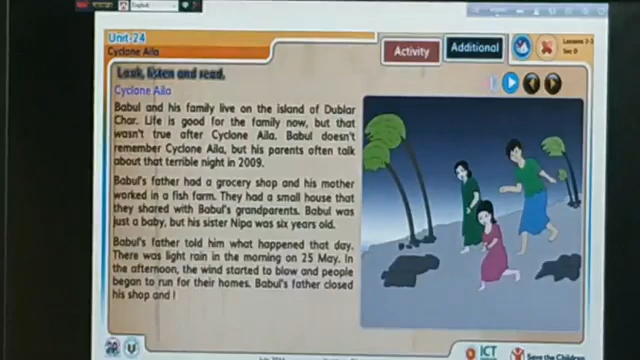 English
Unit-24
Cyclone Aila
Activity
Additional
Look, listen and read.
Cyclone Aila
Babul and his family live on the island of Dublar
Char. Life is good for the family now, but that
wasn't true after Cyclone Aila. Babul doesn't
remember Cyclone Aila, but his parents often talk
about that terrible night in 2009.
Babul's father had a grocery shop and his mother
worked in a fish farm. They had a small house that
they shared with Babul's grandparents. Babul was
just a baby, but his sister Nipa was six years old.
Babul's father told him what happened that day.
There was light rain in the morning on 25 May. In
the afternoon, the wind started to blow and people
began to run for their homes. Babul's father closed
his shop and l
ICT
Save the Children